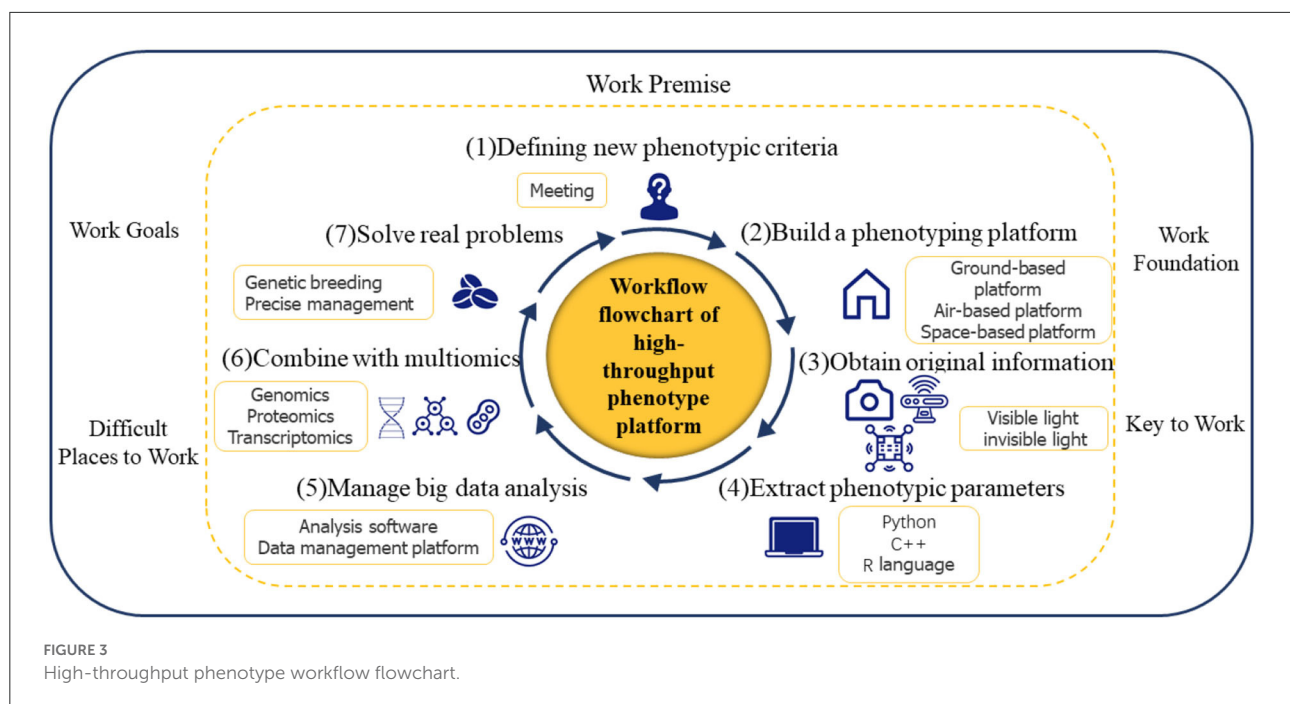 Work Premise
(1)Defining new phenotypic criteria
Meeting
Work Goals
(7)Solve real problems
Genetic breeding
Precise management
(2)Build a phenotyping platform
Ground-based
platform
Air-based platform
Space-based platform
Work
Foundation
Workflow
flowchart of
high-
throughput
phenotype
platform
(6)Combine with multiomics
Genomics
Proteomics
Transcriptomics
(3)Obtain original information
Visible light
invisible light
Difficult
Places to Work
Key to Work
(5)Manage big data analysis
Analysis software
Data management platform
WWW
(4)Extract phenotypic parameters
Python
C++
R language
FIGURE 3
High-throughput phenotype workflow flowchart.